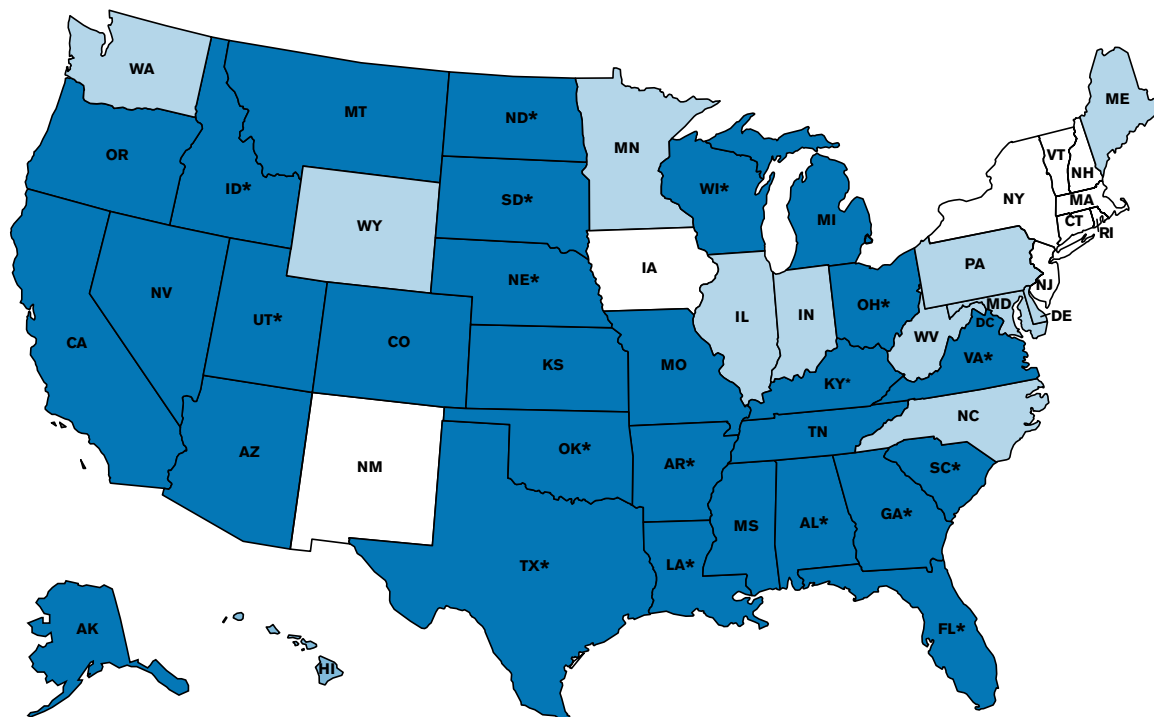 WA
ME
MT
ND*
MN
OR
VT
NH
ID*
SD*
WI*
NY
MA
MI
CT
WY
RI
IA
PA
NE*
NV
NJ
IL
IN
OH*
MD
DE
UT*
CO
DC
CA
WV
KS
MO
VA*
KY*
NC
TN
AZ
OK*
NM
AR*
SC*
MS
AL*
GA*
TX*
LA*
AK
FL*
HI